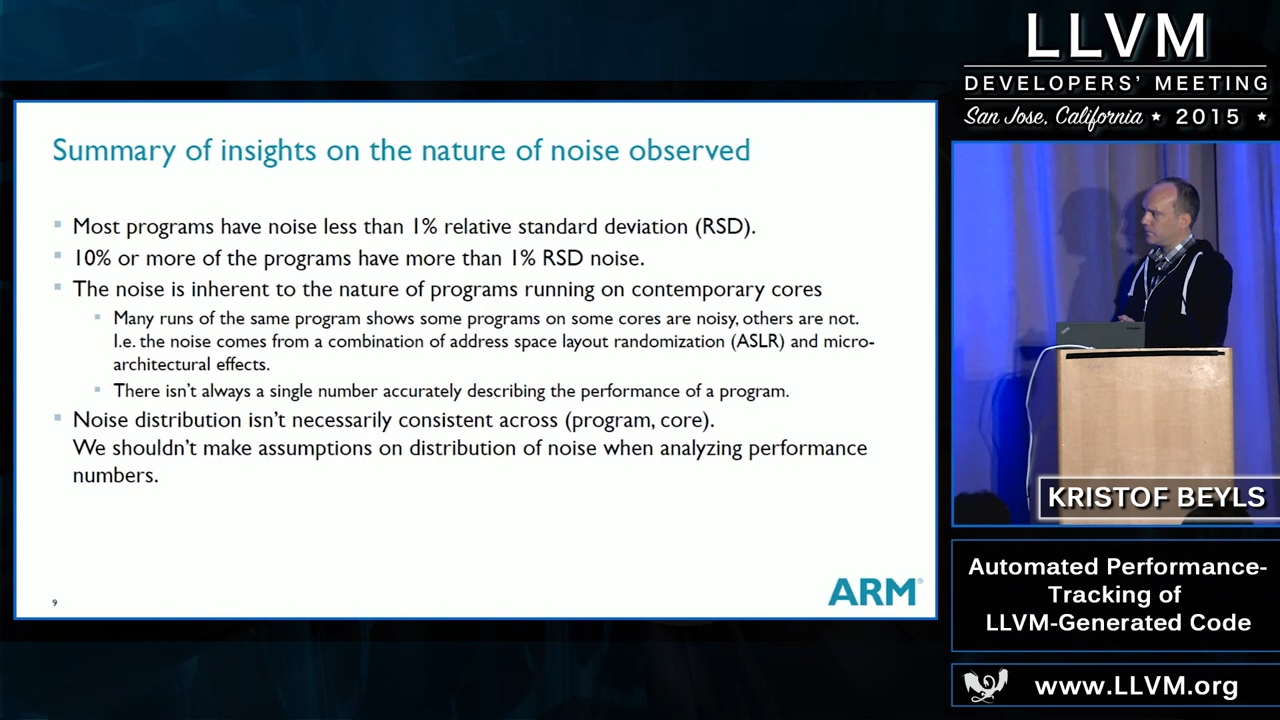 LLVM
DEVELOPERS' MEETING
San Jose, California ★ 2015 ★
Summary of insights on the nature of noise observed
Most programs have noise less than 1% relative standard deviation (RSD).
10% or more of the programs have more than 1% RSD noise.
The noise is inherent to the nature of programs running on contemporary cores
Many runs of the same program shows some programs on some cores are noisy, others are not.
I.e. the noise comes from a combination of address space layout randomization (ASLR) and micro-
architectural effects.
There isn't always a single number accurately describing the performance of a program.
Noise distribution isn't necessarily consistent across (program, core).
We shouldn't make assumptions on distribution of noise when analyzing performance
numbers.
9
ARM®
KRISTOF BEYLS
Automated Performance-
Tracking of
LLVM-Generated Code
www.LLVM.org